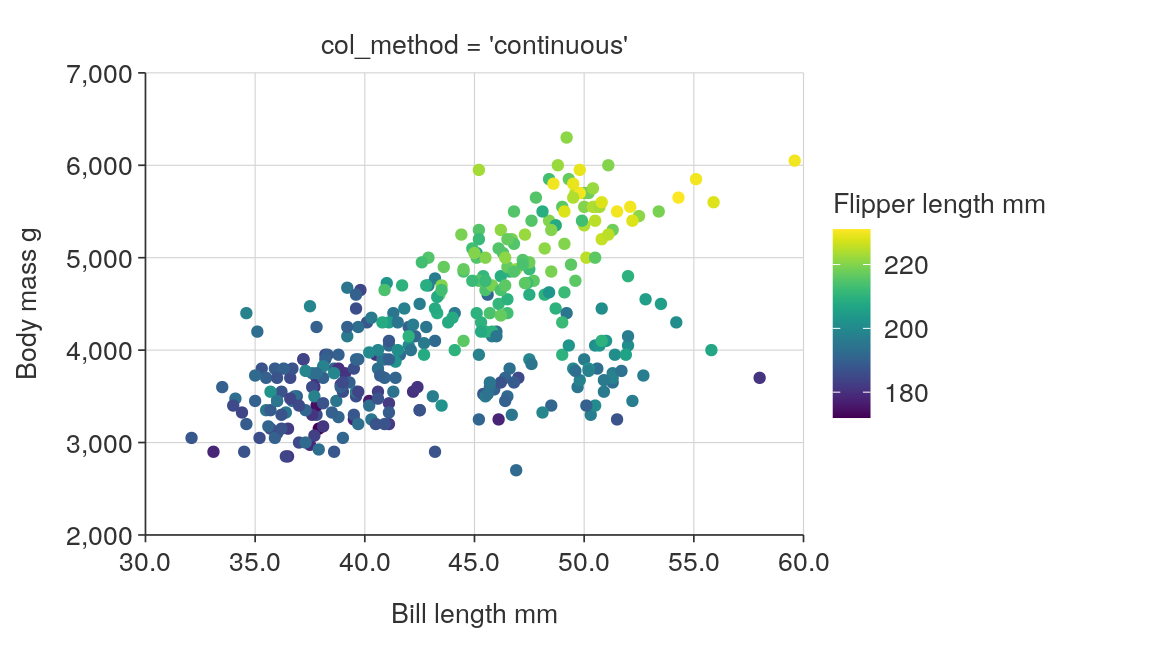 col_method = 'continuous'
7,000
6,000
5,000
4,000
3,000
2,000
Body mass g
30.0 35.0 40.0 45.0 50.0 55.0 60.0
Bill length mm
Flipper length mm
220
200
180